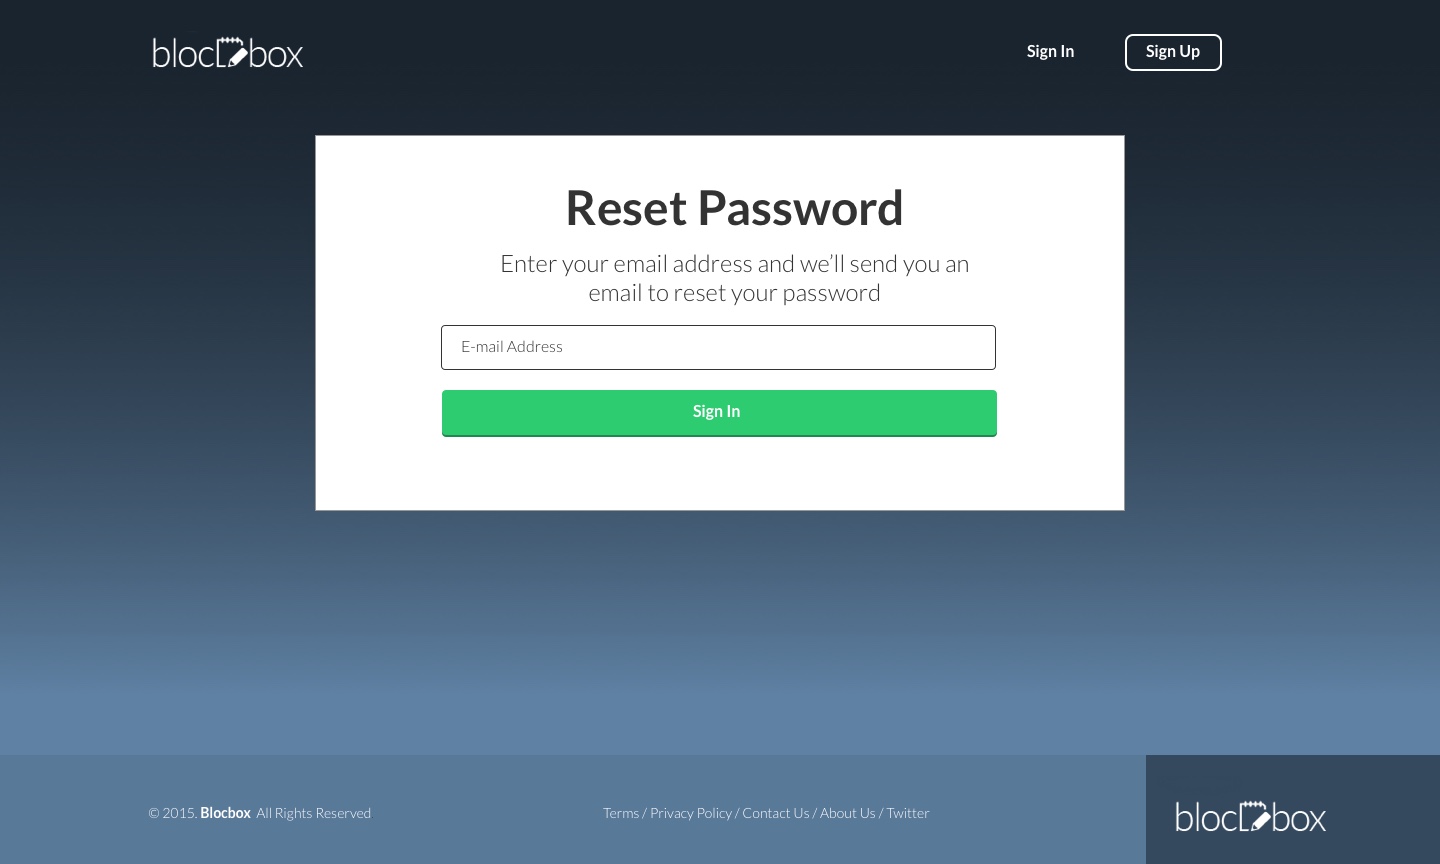 blocbox
Sign In
Sign Up
Reset Password
Enter your email address and we’ll send you an
email to reset your password
E-mail Address
Sign In
© 2015. Blocbox All Rights Reserved
Terms / Privacy Policy / Contact Us / About Us / Twitter
blocbox